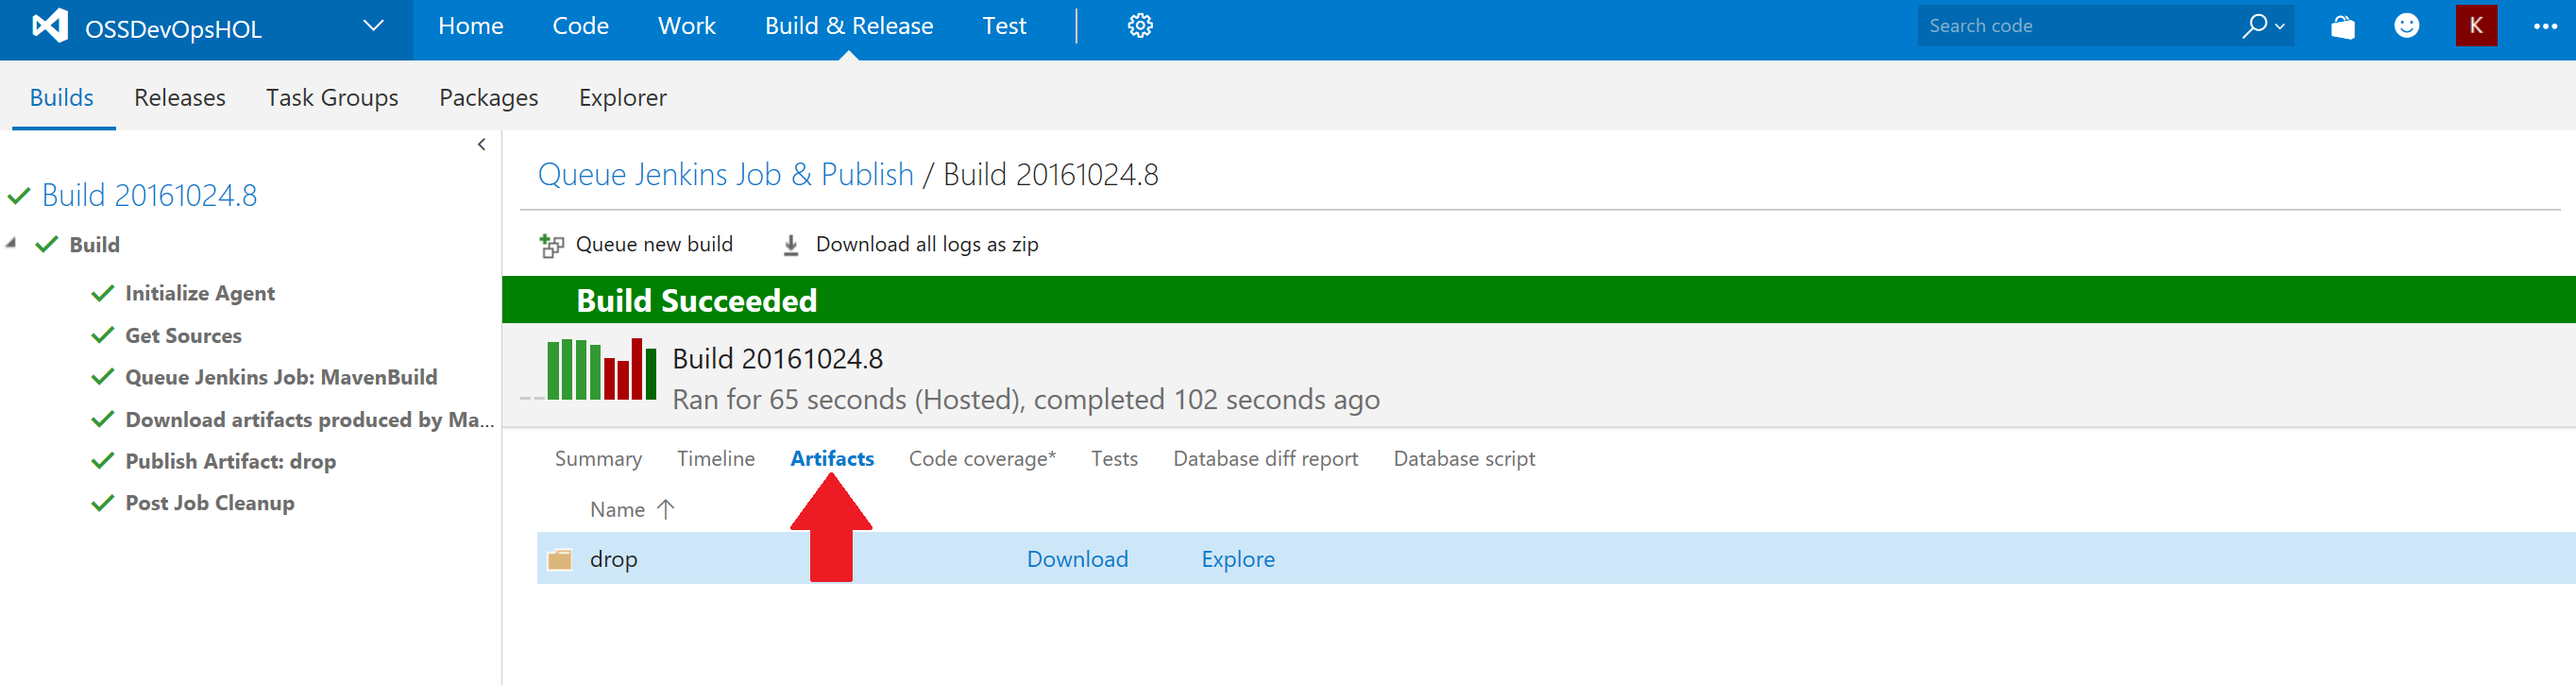 OSSDevOpsHOL Home Code Work Build & Release Test Search code K
Builds Releases Task Groups Packages Explorer
Build 20161024.8
Build
Initialize Agent
Get Sources
Queue Jenkins Job: MavenBuild
Download artifacts produced by Ma...
Publish Artifact: drop
Post Job Cleanup
Queue Jenkins Job & Publish / Build 20161024.8
Queue new build Download all logs as zip
Build Succeeded
Build 20161024.8
Ran for 65 seconds (Hosted), completed 102 seconds ago
Summary Timeline Artifacts Code coverage* Tests Database diff report Database script
Name
drop Download Explore